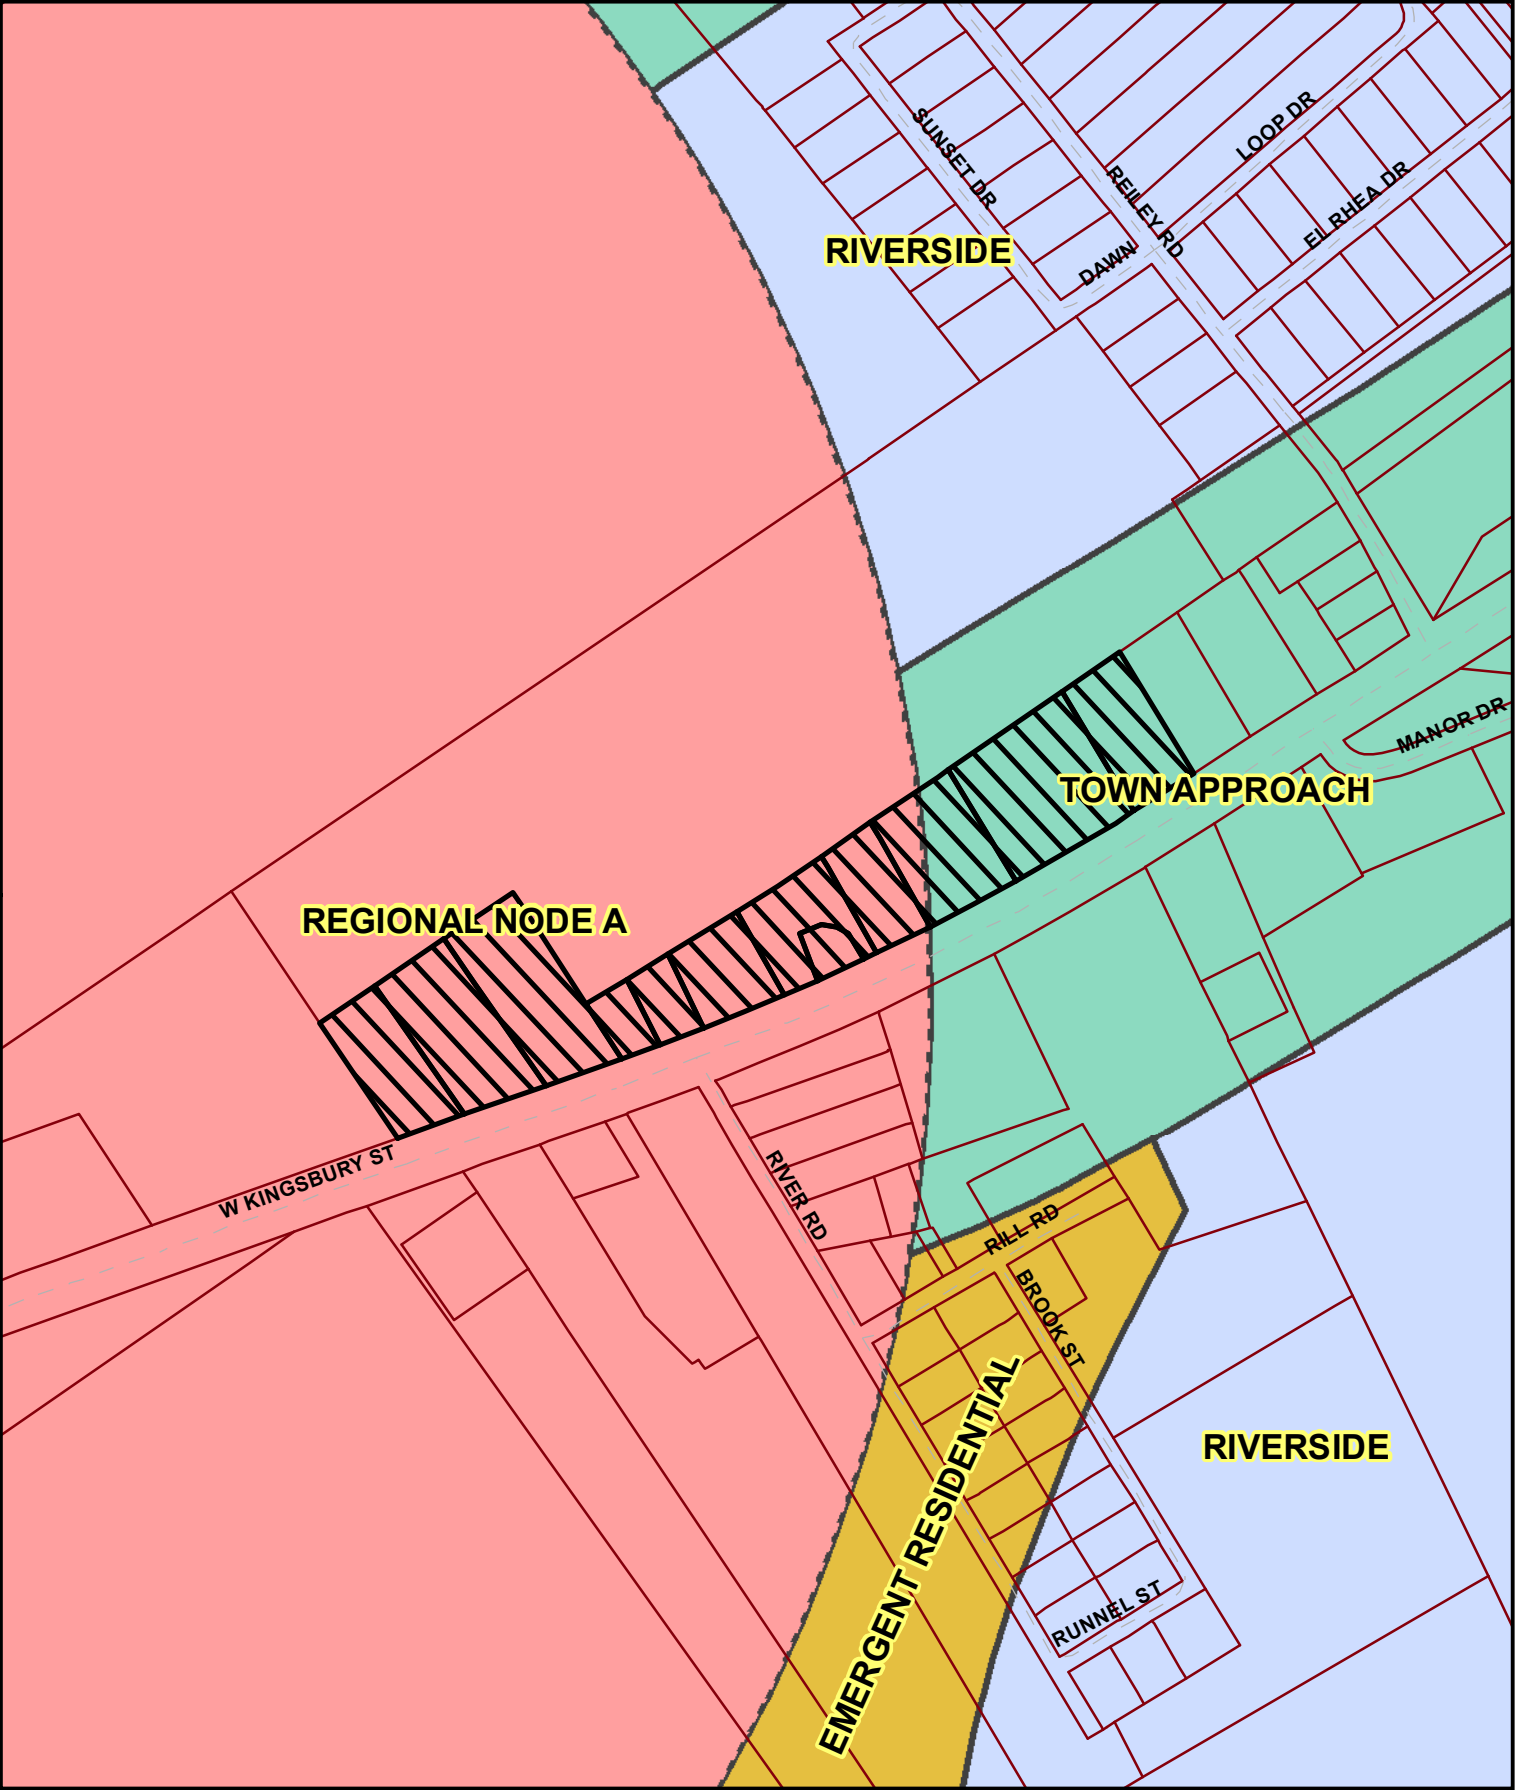 LOOP DR
SUNSET DR
REILEY RD
EL RHEA DR
RIVERSIDE
DAWN
MANOR DR
TOWN APPROACH
REGIONAL NODE A
W KINGSBURY ST
RIVER RD
RILL RD
BROOK ST
EMERGENT RESIDENTIAL
RIVERSIDE
RUNNEL ST